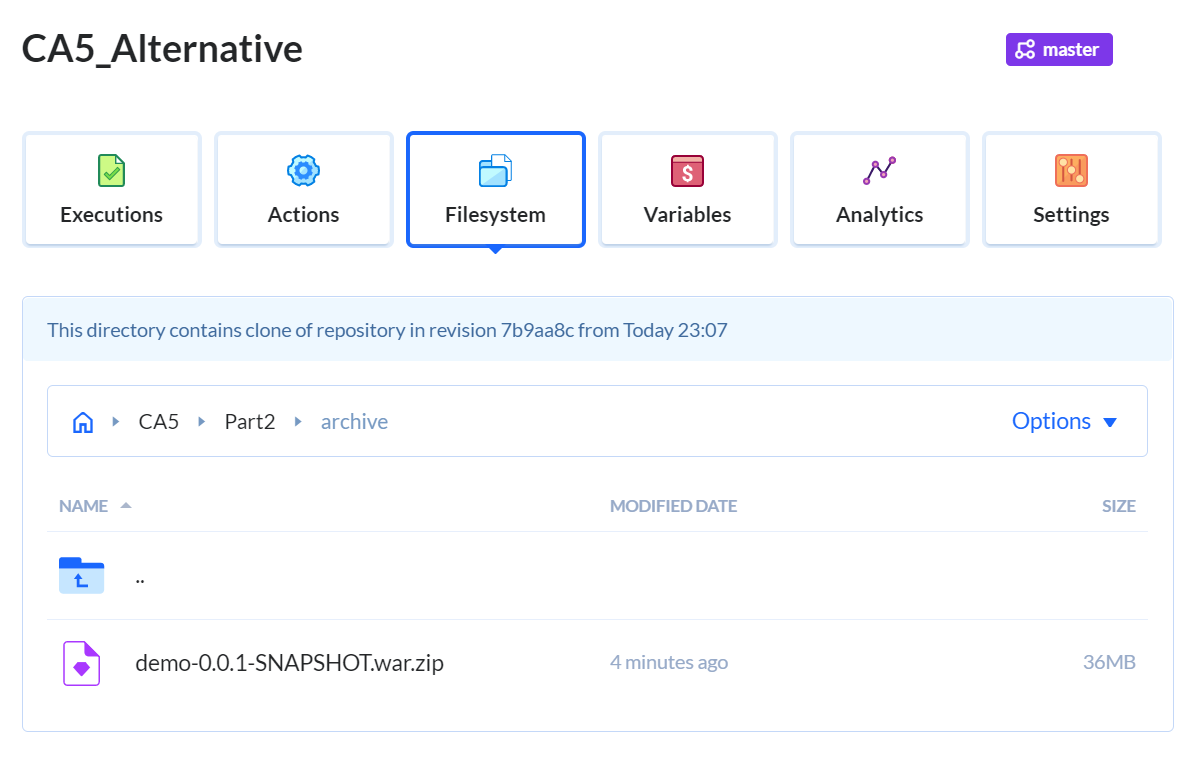 CA5_Alternative
master
Executions
Actions
Filesystem
$
Variables
Analytics
Settings
This directory contains clone of repository in revision 7b9aa8c from Today 23:07
CA5 Part2 archive
Options
NAME MODIFIED DATE SIZE
..
demo-0.0.1-SNAPSHOT.war.zip 4 minutes ago 36MB